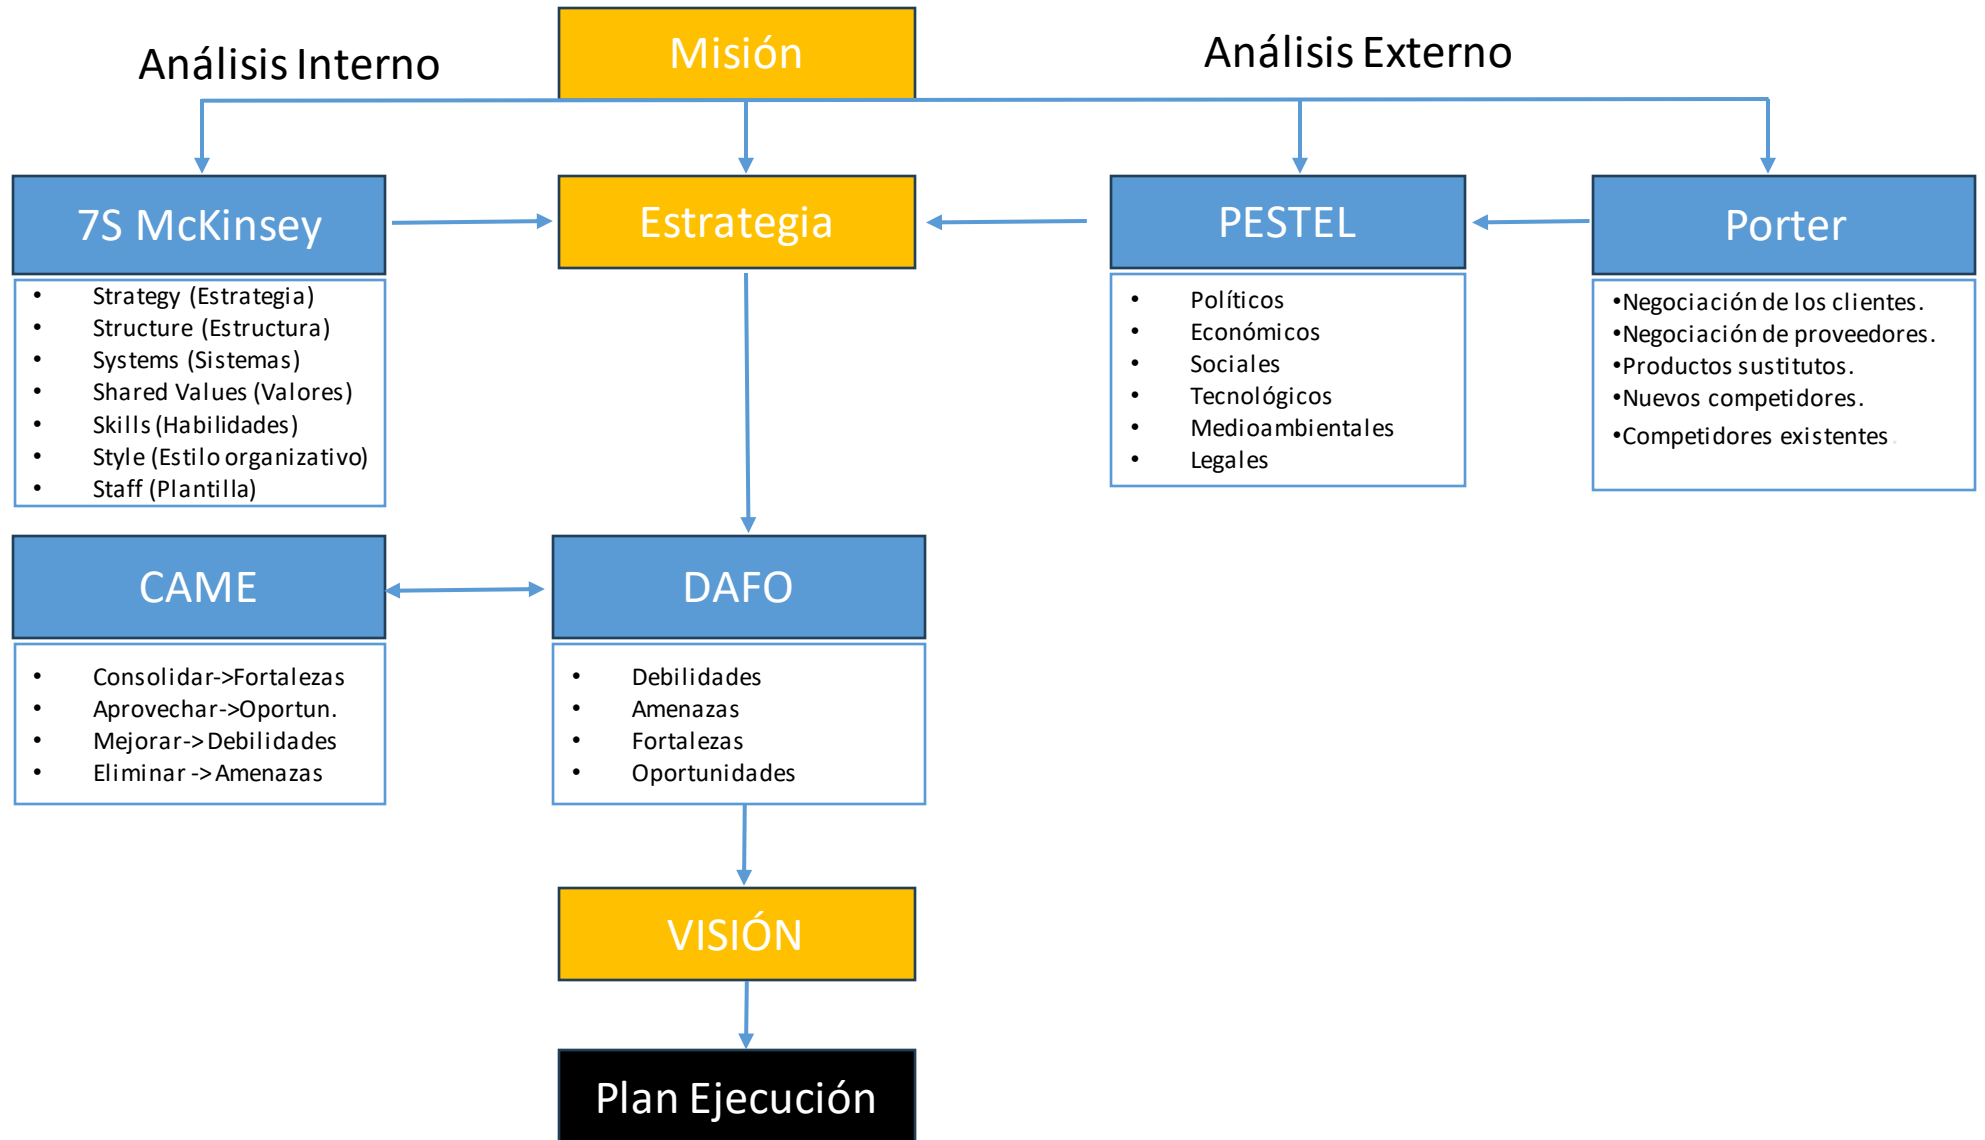 Misión
Análisis Interno
Análisis Externo
7S McKinsey
Estrategia
PESTEL
Porter
• Strategy (Estrategia)
• Structure (Estructura)
• Systems (Sistemas)
• Shared Values (Valores)
• Skills (Habilidades)
• Style (Estilo organizativo)
• Staff (Plantilla)
• Políticos
• Económicos
• Sociales
• Tecnológicos
• Medioambientales
• Legales
•Negociación de los clientes.
•Negociación de proveedores.
•Productos sustitutos.
•Nuevos competidores.
•Competidores existentes.
CAME
DAFO
• Consolidar->Fortalezas
• Aprovechar->Oportun.
• Mejorar->Debilidades
• Eliminar ->Amenazas
• Debilidades
• Amenazas
• Fortalezas
• Oportunidades
VISIÓN
Plan Ejecución